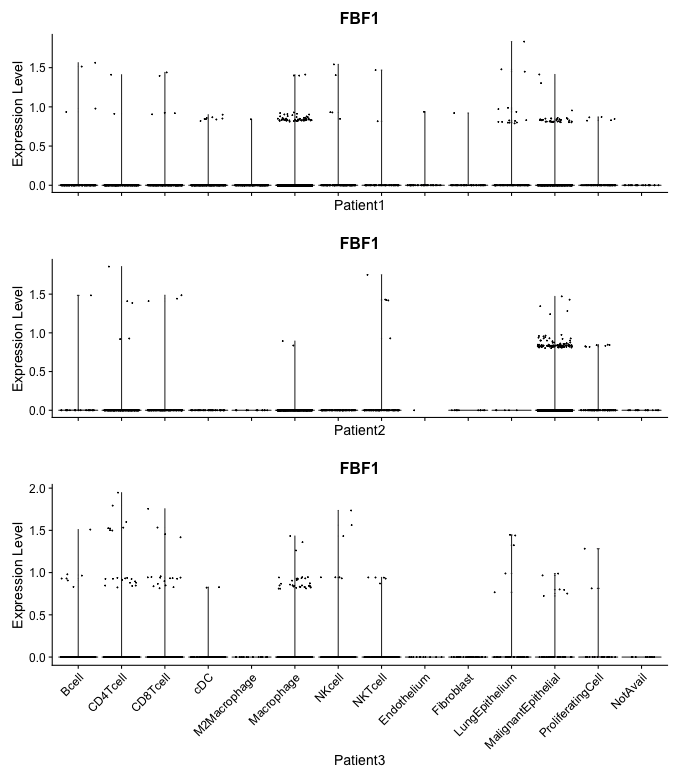 FBF1
Expression Level
1.5
1.0
0.5
0.0
Patient1
FBF1
Expression Level
1.5
1.0
0.5
0.0
Patient2
FBF1
Expression Level
2.0
1.5
1.0
0.5
0.0
Bcell
CD4Tcell
CD8Tcell
cDC
M2Macrophage
Macrophage
NKcell
NKTcell
Endothelium
Fibroblast
LungEpithelium
MalignantEpithelial
ProliferatingCell
NotAvail
Patient3